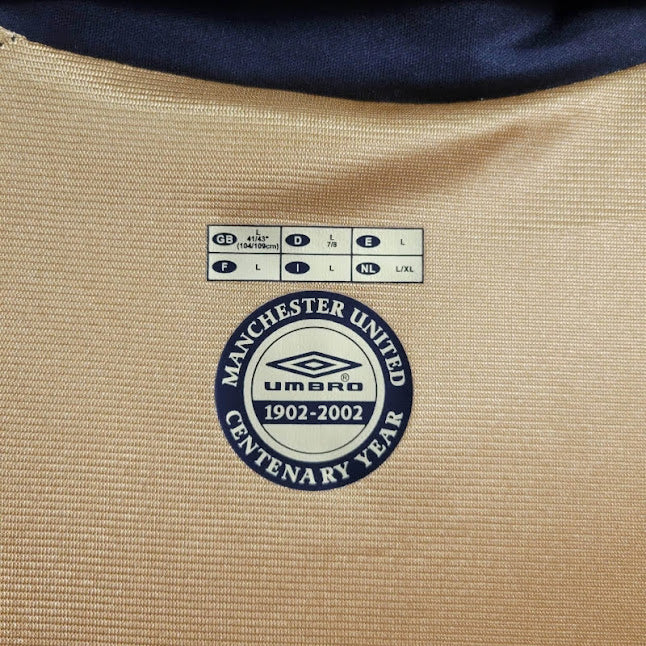 GB L 41/43" (104/109cm) D L 7/8 E L
F L I L NL L/XL
MANCHESTER UNITED
UMBRO®
1902-2002
CENTENARY YEAR